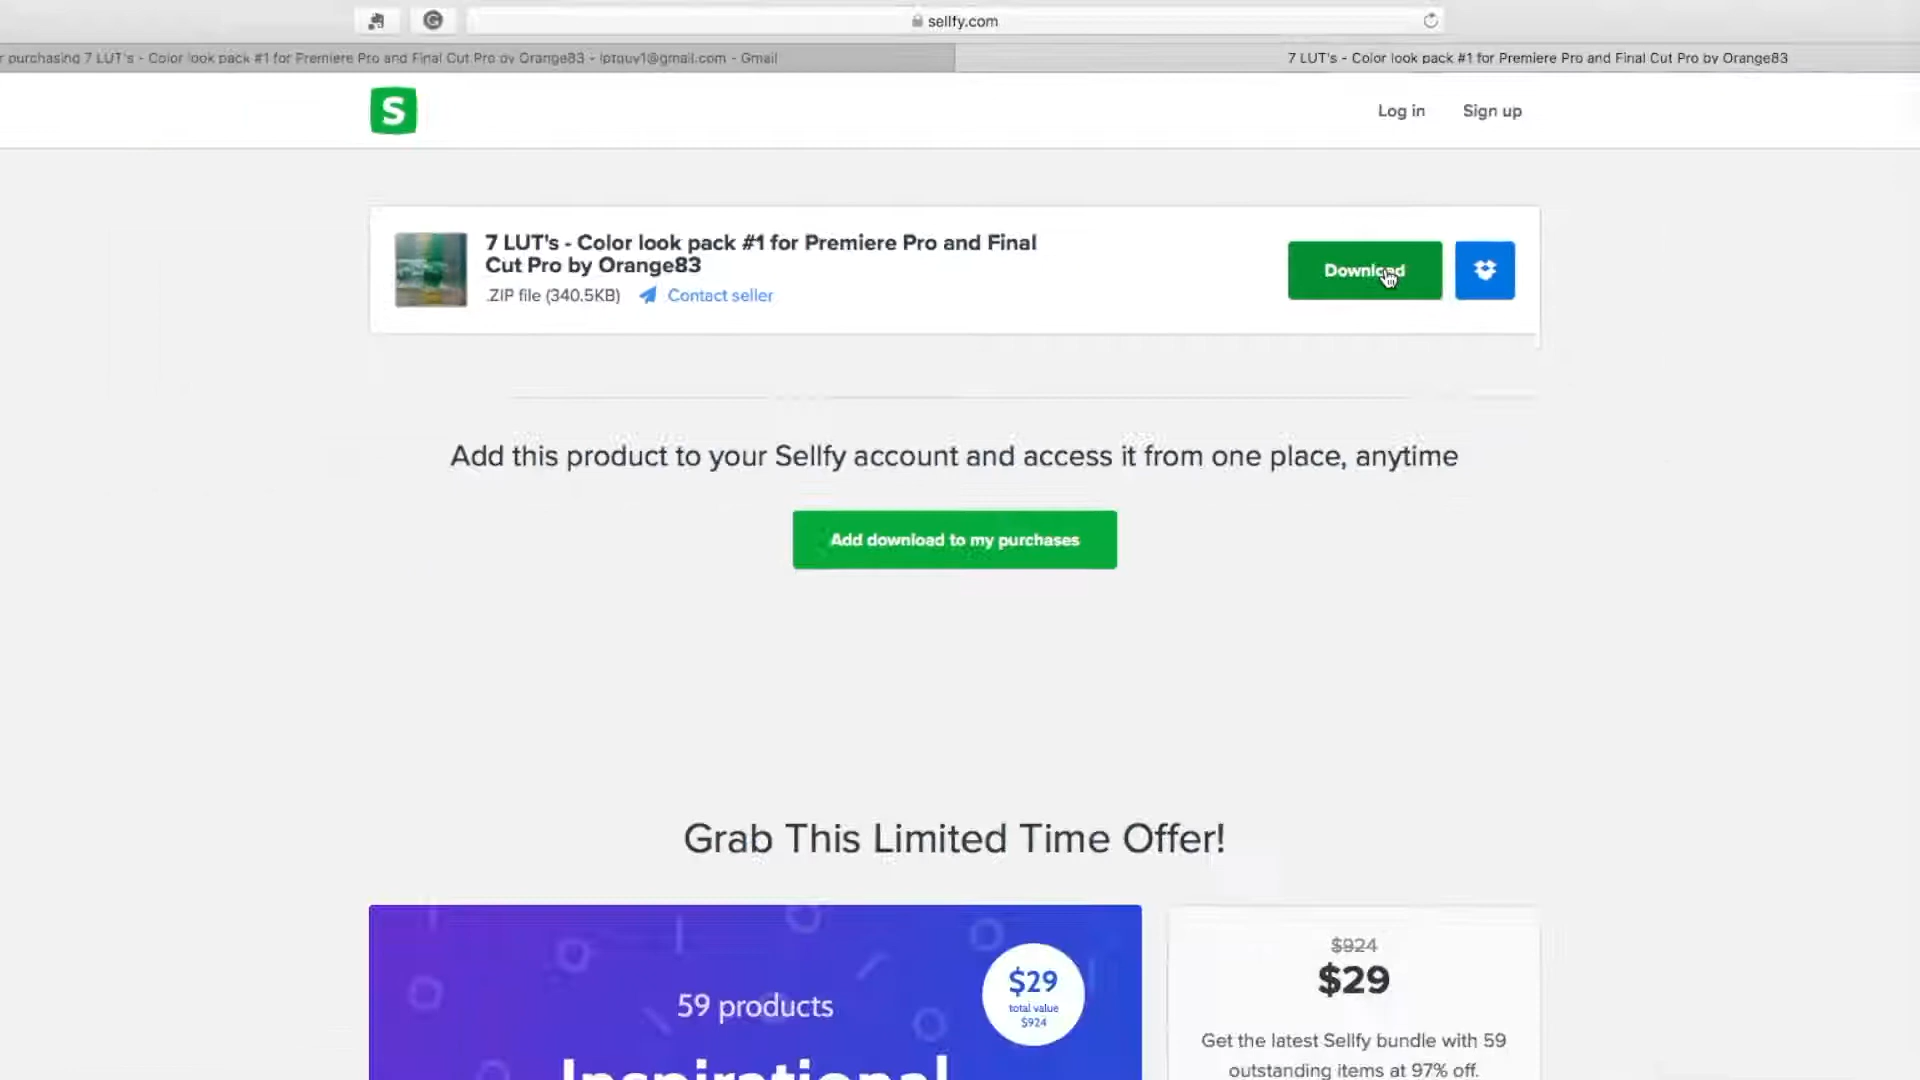 sellfy.com
purchasing 7 LUT's - Color look pack #1 for Premiere Pro and Final Cut Pro by Orange83 - - Gmail
7 LUT's - Color look pack #1 for Premiere Pro and Final Cut Pro by Orange83
S
Log in
Sign up
7 LUT's - Color look pack #1 for Premiere Pro and Final
Cut Pro by Orange83
.ZIP file (340.5KB)
Contact seller
Download
Add this product to your Sellfy account and access it from one place, anytime
Add download to my purchases
Grab This Limited Time Offer!
59 products
$29
total value
$924
Inspirational
$924
$29
Get the latest Sellfy bundle with 59
outstanding items at 97% off.